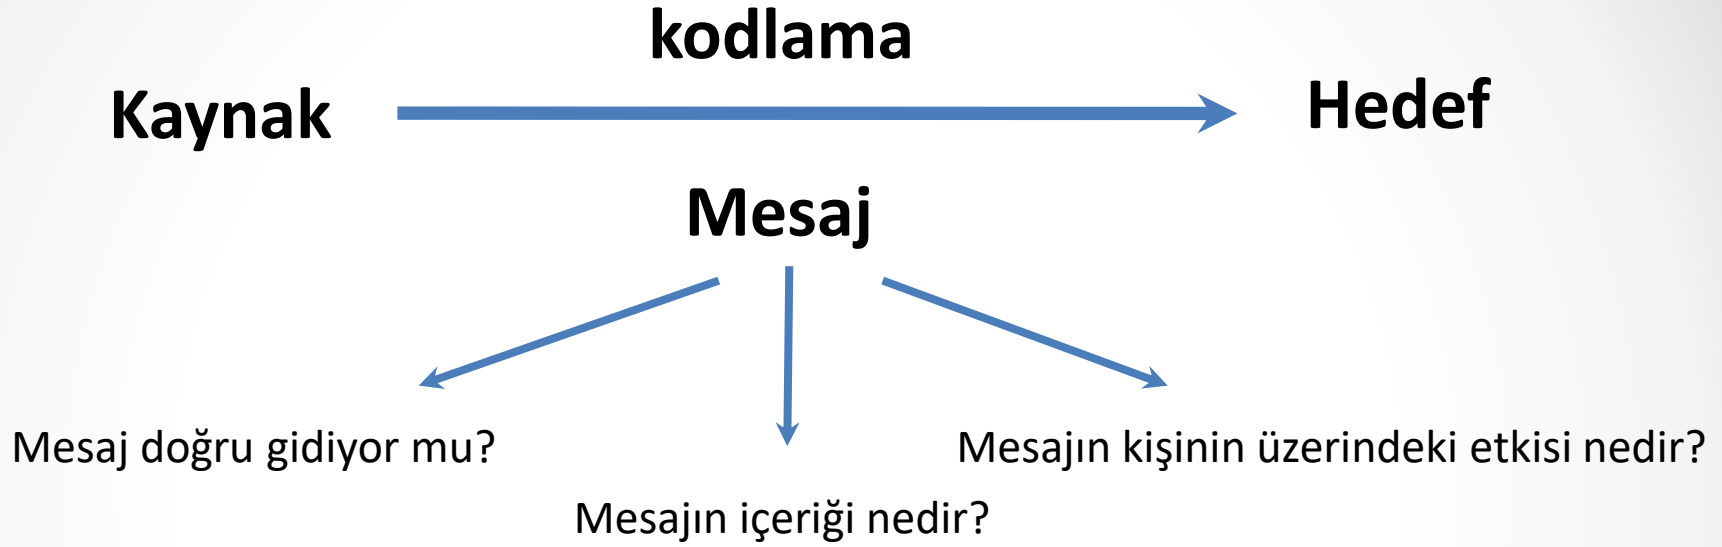 kodlama
Kaynak
Hedef
Mesaj
Mesaj doğru gidiyor mu?
Mesajın kişinin üzerindeki etkisi nedir?
Mesajın içeriği nedir?